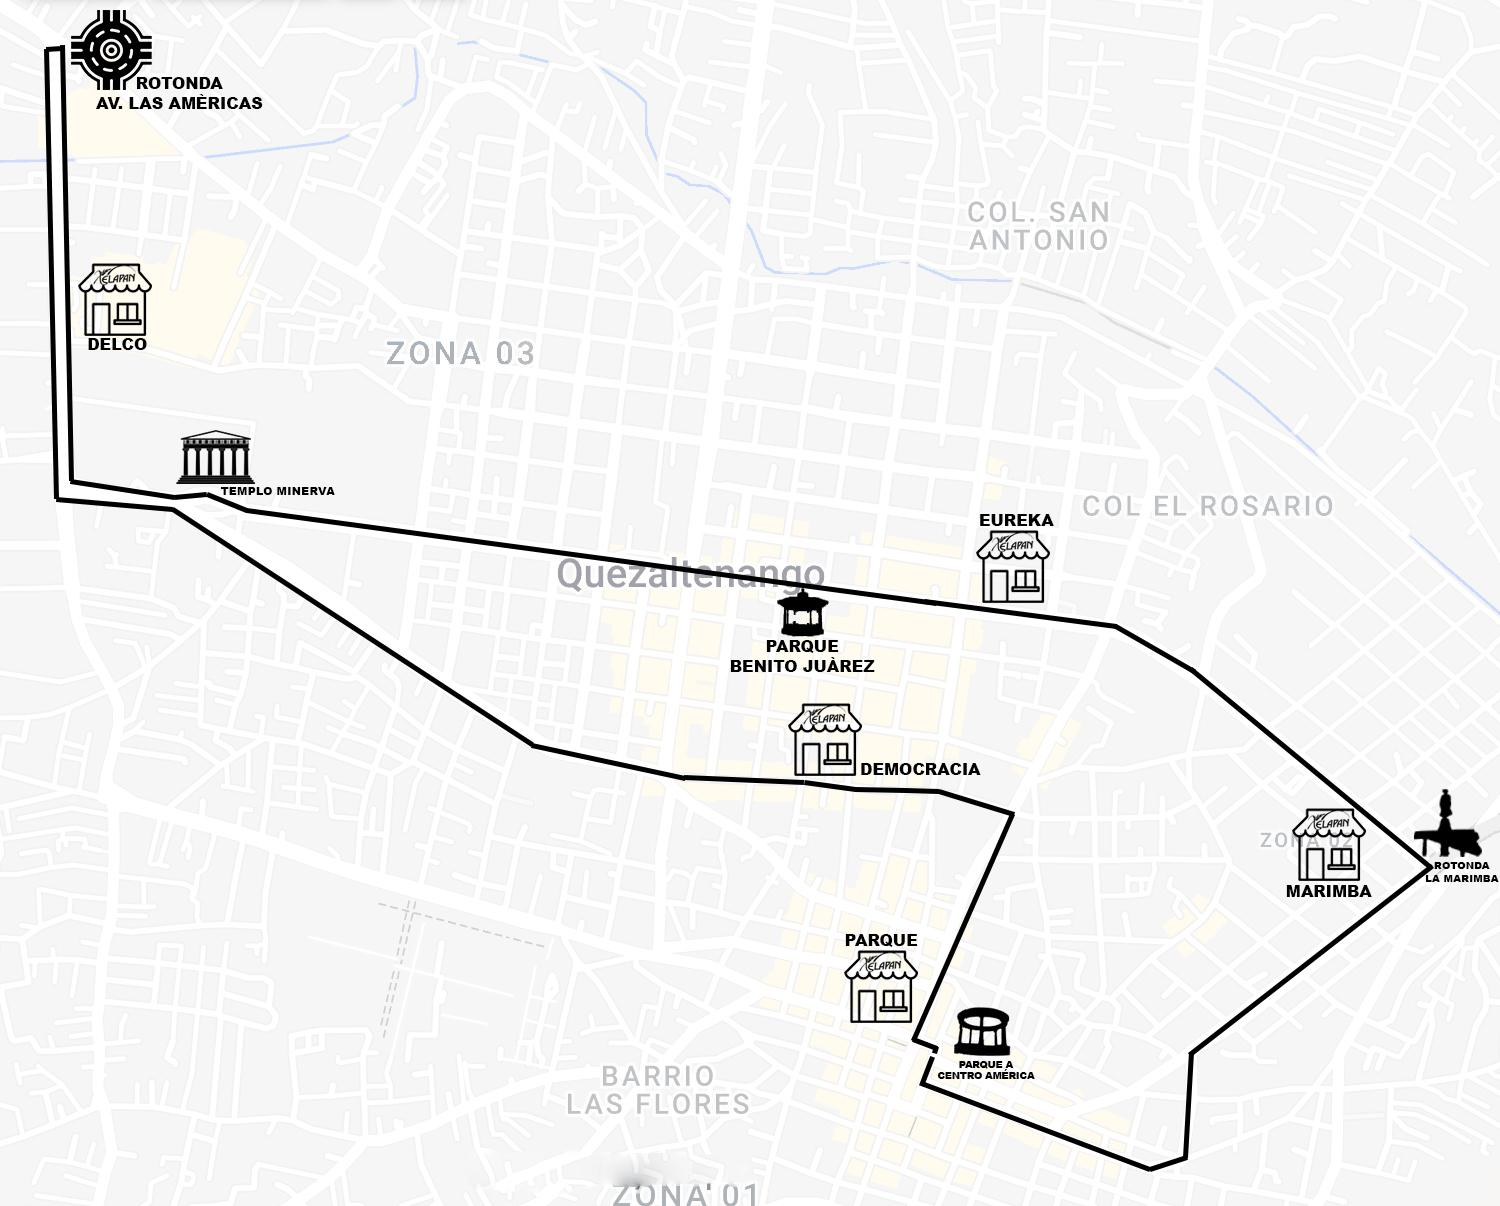 ROTONDA
AV. LAS AMÈRICAS
COL. SAN
ANTONIO
XELAPAN
DELCO
ZONA 03
TEMPLO MINERVA
COL EL ROSARIO
EUREKA
XELAPAN
Quezaltenango
PARQUE
BENITO JUÀREZ
XELAPAN
DEMOCRACIA
XELAPAN
ZONA 02
MARIMBA
ROTONDA
LA MARIMBA
PARQUE
XELAPAN
PARQUE A
CENTRO AMÉRICA
BARRIO
LAS FLORES
ZONA 01